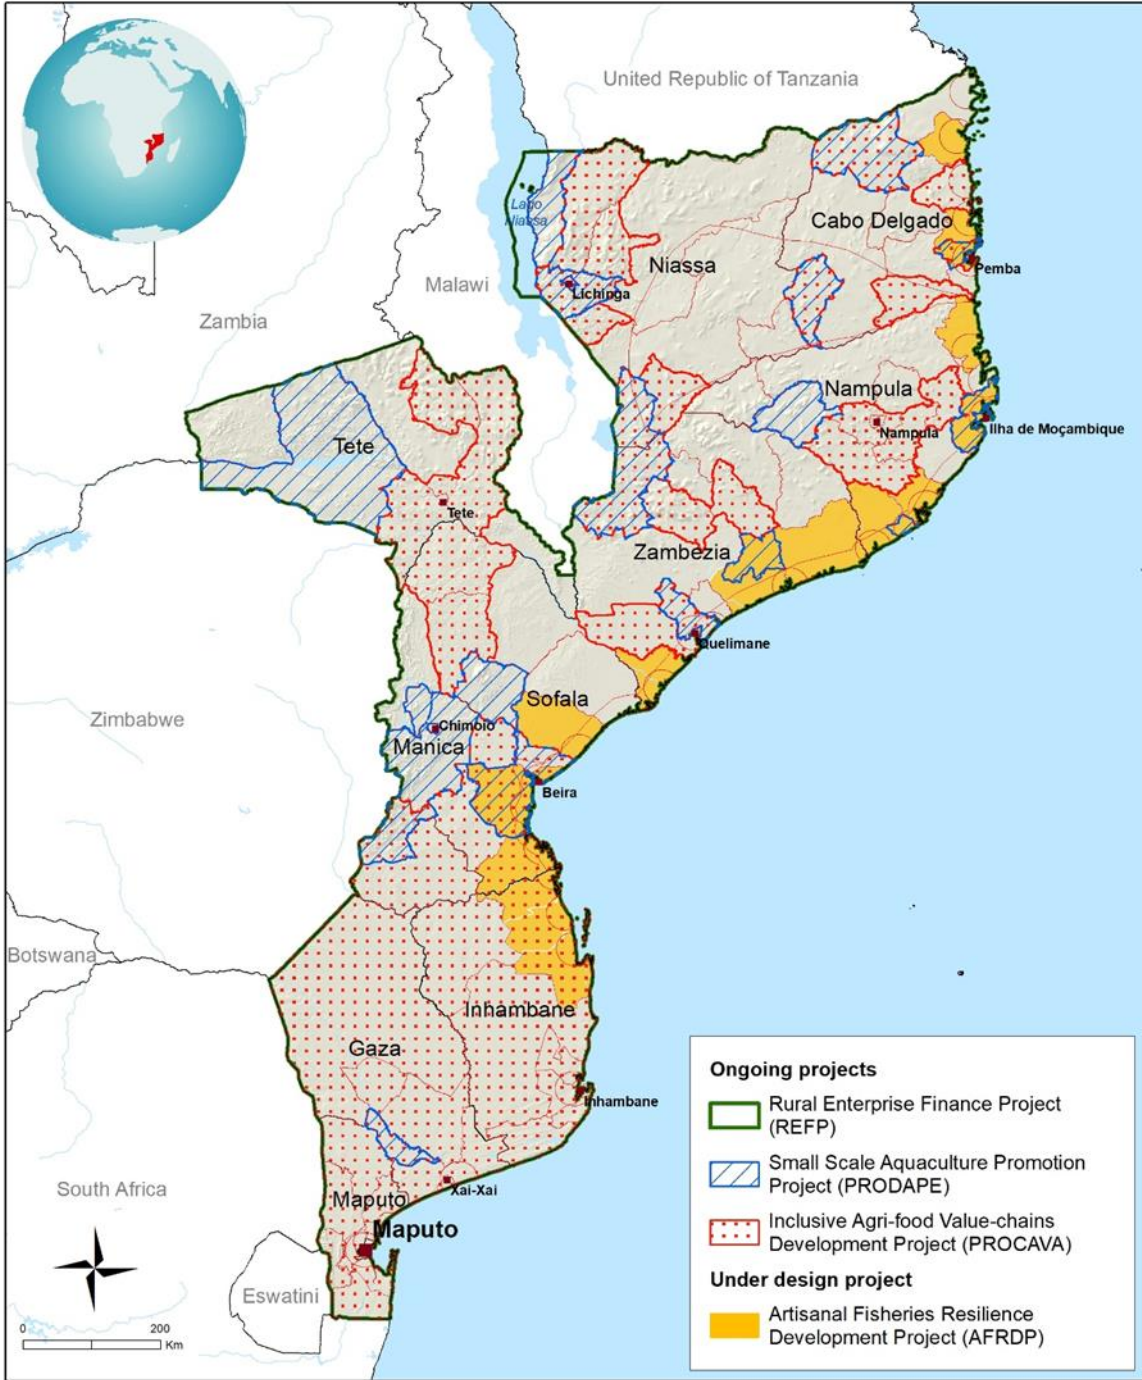 United Republic of Tanzania
Lago
Niassa
Cabo Delgado
Niassa
Pemba
Malawi
Lichinga
Zambia
Nampula
Nampula
Ilha de Moçambique
Tete
Tete
Zambezia
Quelimane
Sofala
Zimbabwe
Chimoio
Manica
Beira
Botswana
Inhambane
Gaza
Inhambane
South Africa
Xai-Xai
Maputo
Maputo
Eswatini
0 200
Km
Ongoing projects
Rural Enterprise Finance Project
(REFP)
Small Scale Aquaculture Promotion
Project (PRODAPE)
Inclusive Agri-food Value-chains
Development Project (PROCAVA)
Under design project
Artisanal Fisheries Resilience
Development Project (AFRDP)